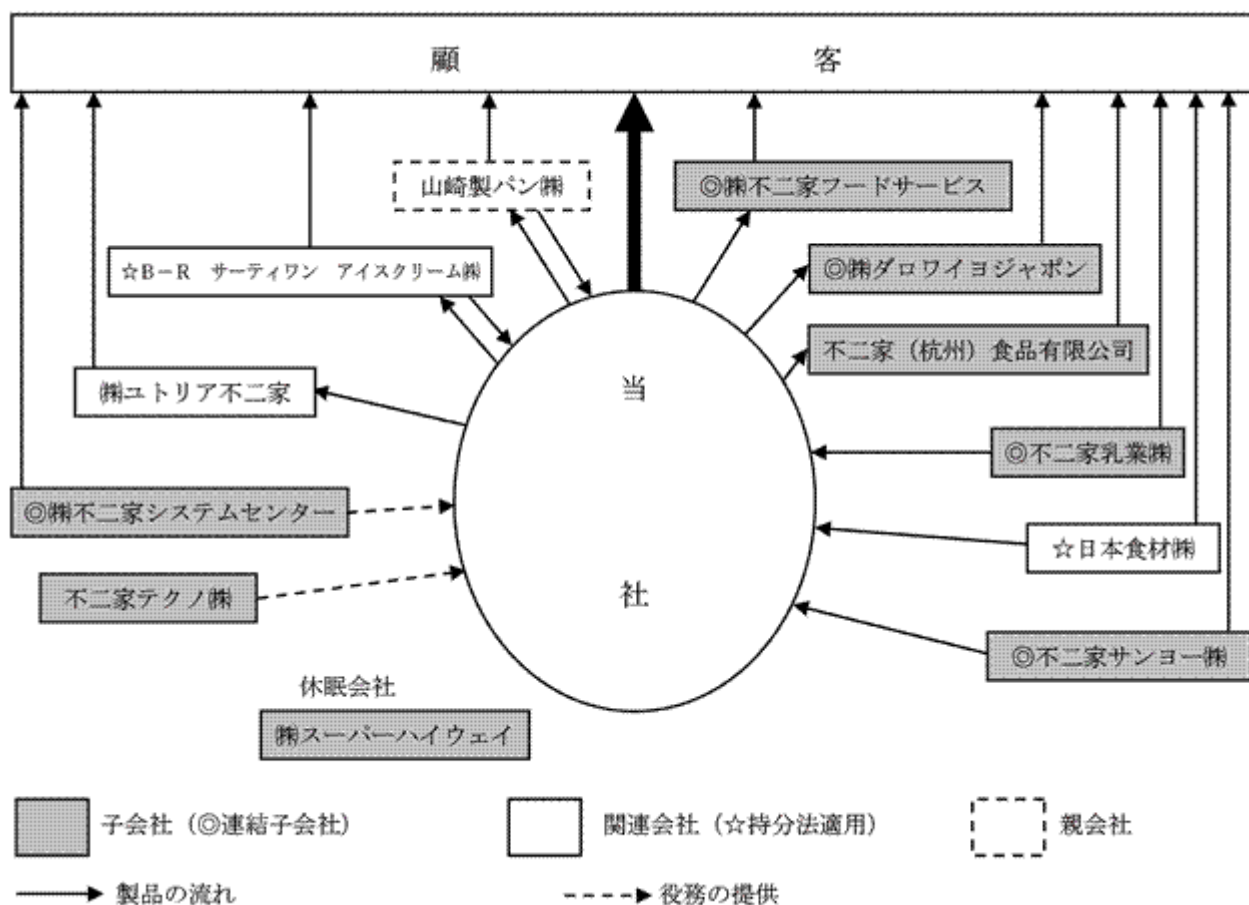 顧客
山崎製パン㈱
◎㈱不二家フードサービス
☆B-R サーティワン アイスクリーム㈱
◎㈱ダロワイヨジャポン
不二家（杭州）食品有限公司
㈱ユトリア不二家
当社
◎不二家乳業㈱
◎㈱不二家システムセンター
☆日本食材㈱
不二家テクノ㈱
◎不二家サンヨー㈱
休眠会社
㈱スーパーハイウェイ
子会社（◎連結子会社）
関連会社（☆持分法適用）
親会社
製品の流れ
役務の提供